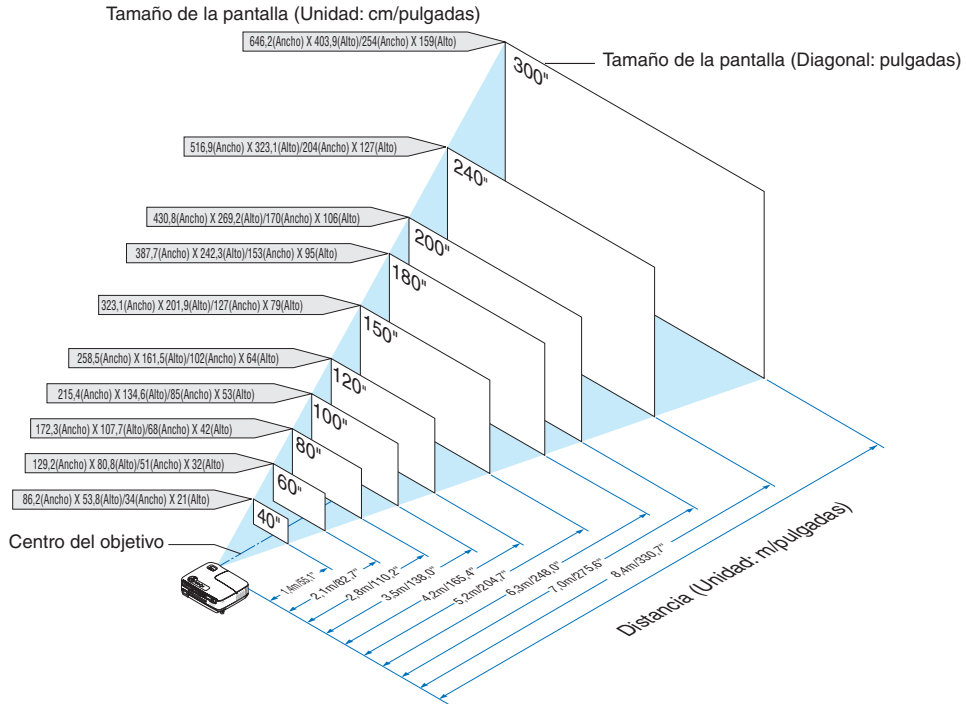 Tamaño de la pantalla (Unidad: cm/pulgadas)
646,2(Ancho) X 403,9(Alto)/254(Ancho) X 159(Alto)
Tamaño de la pantalla (Diagonal: pulgadas)
300"
516,9(Ancho) X 323,1(Alto)/204(Ancho) X 127(Alto)
240"
430,8(Ancho) X 269,2(Alto)/170(Ancho) X 106(Alto)
200"
387,7(Ancho) X 242,3(Alto)/153(Ancho) X 95(Alto)
180"
323,1(Ancho) X 201,9(Alto)/127(Ancho) X 79(Alto)
150"
258,5(Ancho) X 161,5(Alto)/102(Ancho) X 64(Alto)
120"
215,4(Ancho) X 134,6(Alto)/85(Ancho) X 53(Alto)
100"
172,3(Ancho) X 107,7(Alto)/68(Ancho) X 42(Alto)
80"
129,2(Ancho) X 80,8(Alto)/51(Ancho) X 32(Alto)
60"
86,2(Ancho) X 53,8(Alto)/34(Ancho) X 21(Alto)
40"
Centro del objetivo
1,4m/55,1"
2,1m/82,7"
2,8m/110,2"
3,5m/138,0"
4,2m/165,4"
5,2m/204,7"
6,3m/248,0"
7,0m/275,6"
8,4m/330,7"
Distancia (Unidad: m/pulgadas)